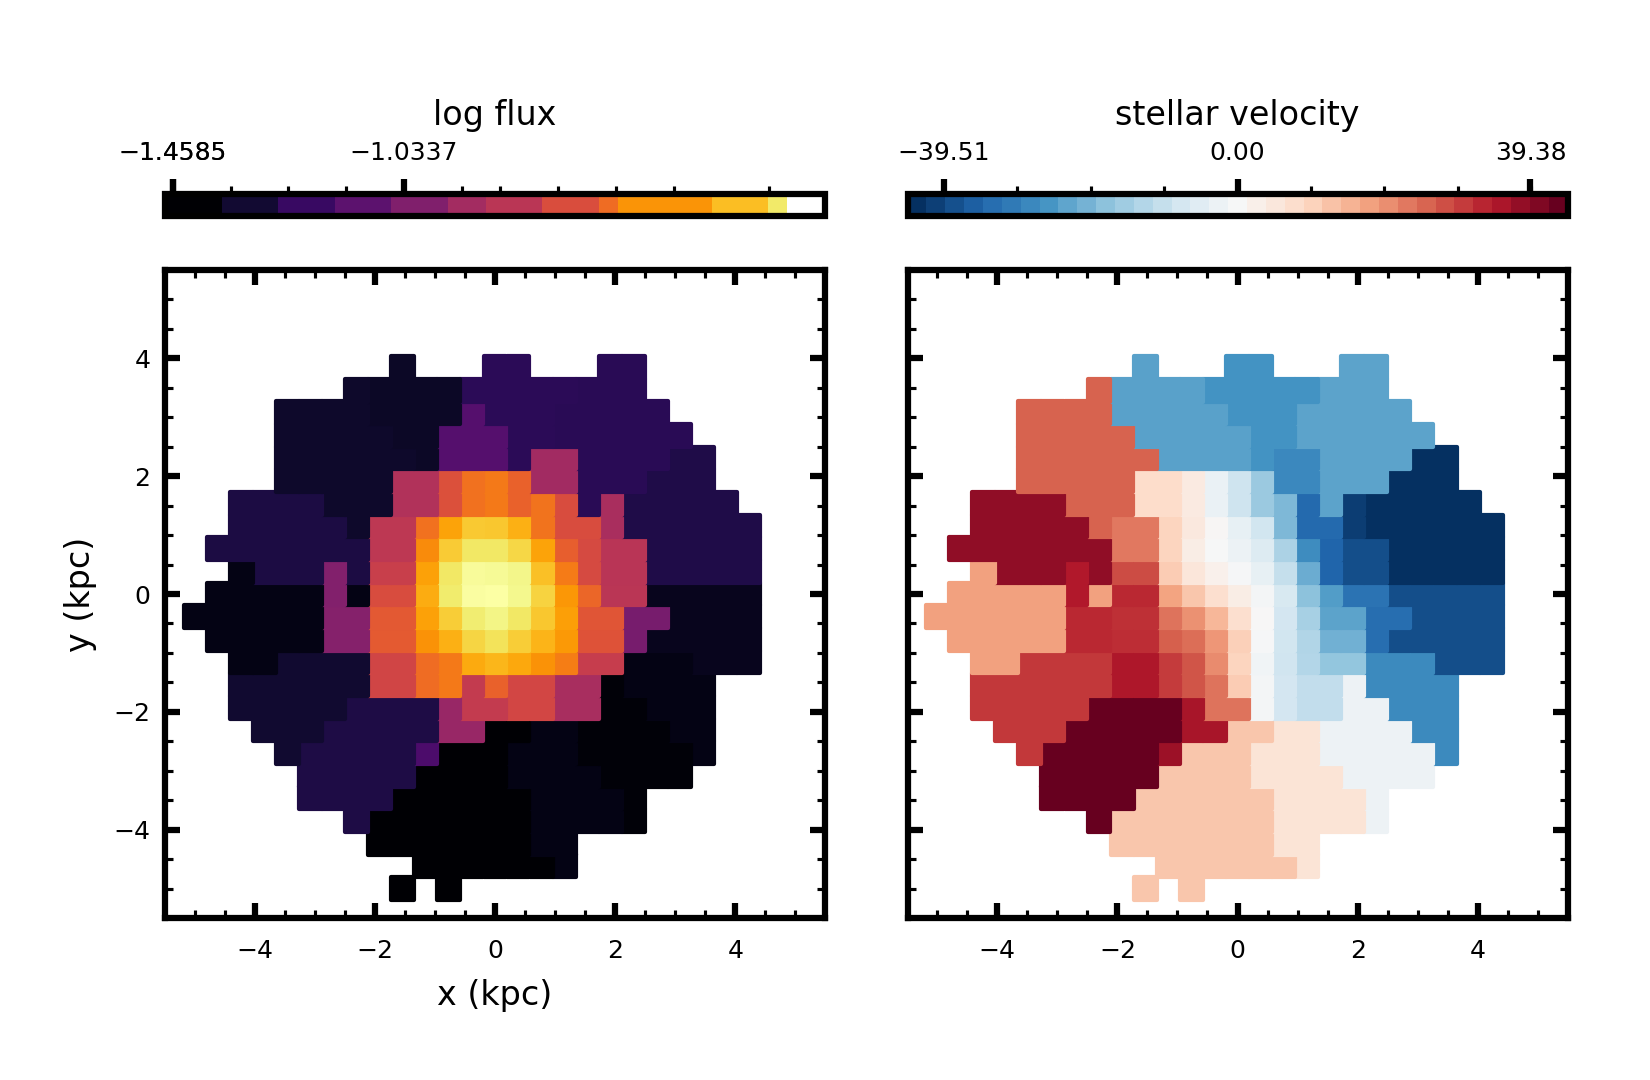 log flux
−1.4585 −1.0337
stellar velocity
−39.51 0.00 39.38
y (kpc)
4
2
0
−2
−4
−4 −2 0 2 4
x (kpc)
−4 −2 0 2 4